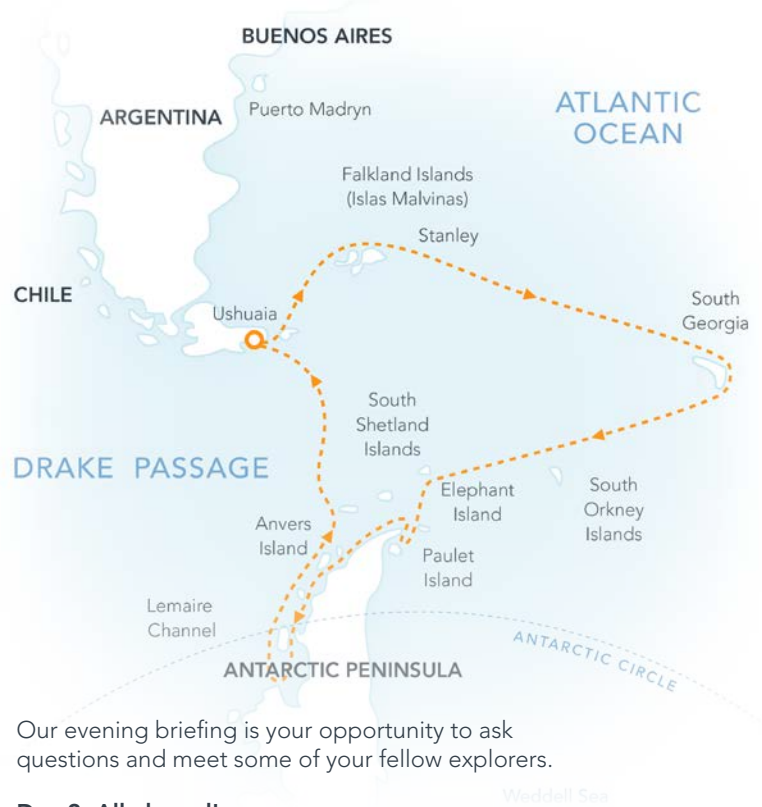 BUENOS AIRES
ARGENTINA
Puerto Madryn
ATLANTIC
OCEAN
Falkland Islands
(Islas Malvinas)
Stanley
CHILE
Ushuaia
South
Georgia
South
Shetland
Islands
DRAKE PASSAGE
Elephant
Island
South
Orkney
Islands
Anvers
Island
Paulet
Island
Lemaire
Channel
ANTARCTIC CIRCLE
ANTARCTIC PENINSULA
Our evening briefing is your opportunity to ask
questions and meet some of your fellow explorers.
Weddell Sea